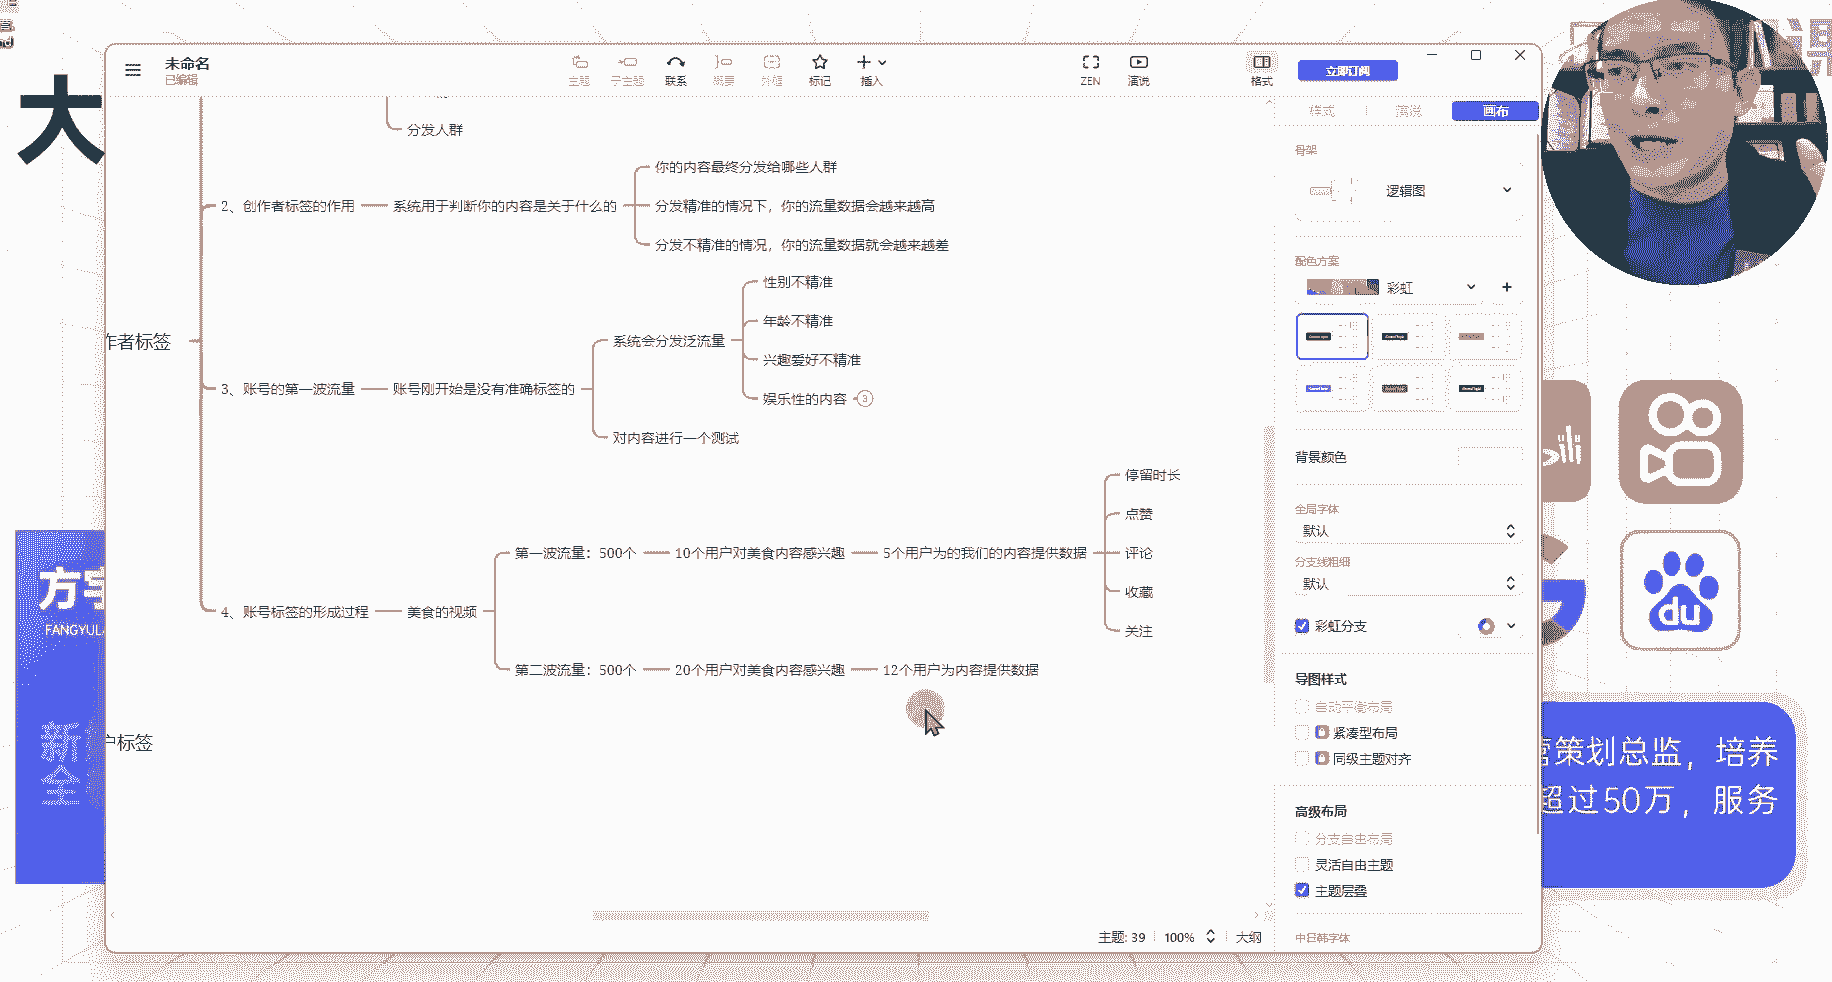 大
未命名
已编辑
主题
子主题
联系
概要
外框
标记
插入
ZEN
演说
格式
立即订阅
课
分发人群
2、创作者标签的作用
系统用于判断你的内容是关于什么的
你的内容最终分发给哪些人群
分发精准的情况下，你的流量数据会越来越高
分发不精准的情况，你的流量数据就会越来越差
作者标签
3、账号的第一波流量
账号刚开始是没有准确标签的
系统会分发泛流量
性别不精准
年龄不精准
兴趣爱好不精准
娱乐性的内容
3
对内容进行一个测试
4、账号标签的形成过程
美食的视频
第一波流量：500个
10个用户对美食内容感兴趣
5个用户为的我们的内容提供数据
停留时长
点赞
评论
收藏
关注
第二波流量：500个
20个用户对美食内容感兴趣
12个用户为内容提供数据
户标签
样式
演说
画布
骨架
逻辑图
配色方案
彩虹
背景颜色
全局字体
默认
分支线粗细
默认
彩虹分支
导图样式
自动平衡布局
紧凑型布局
同级主题对齐
高级布局
分支自由布局
灵活自由主题
主题层叠
中日韩字体
主题: 39
100%
大纲
FANGYULA
新
全
du
营策划总监，培养
超过50万，服务